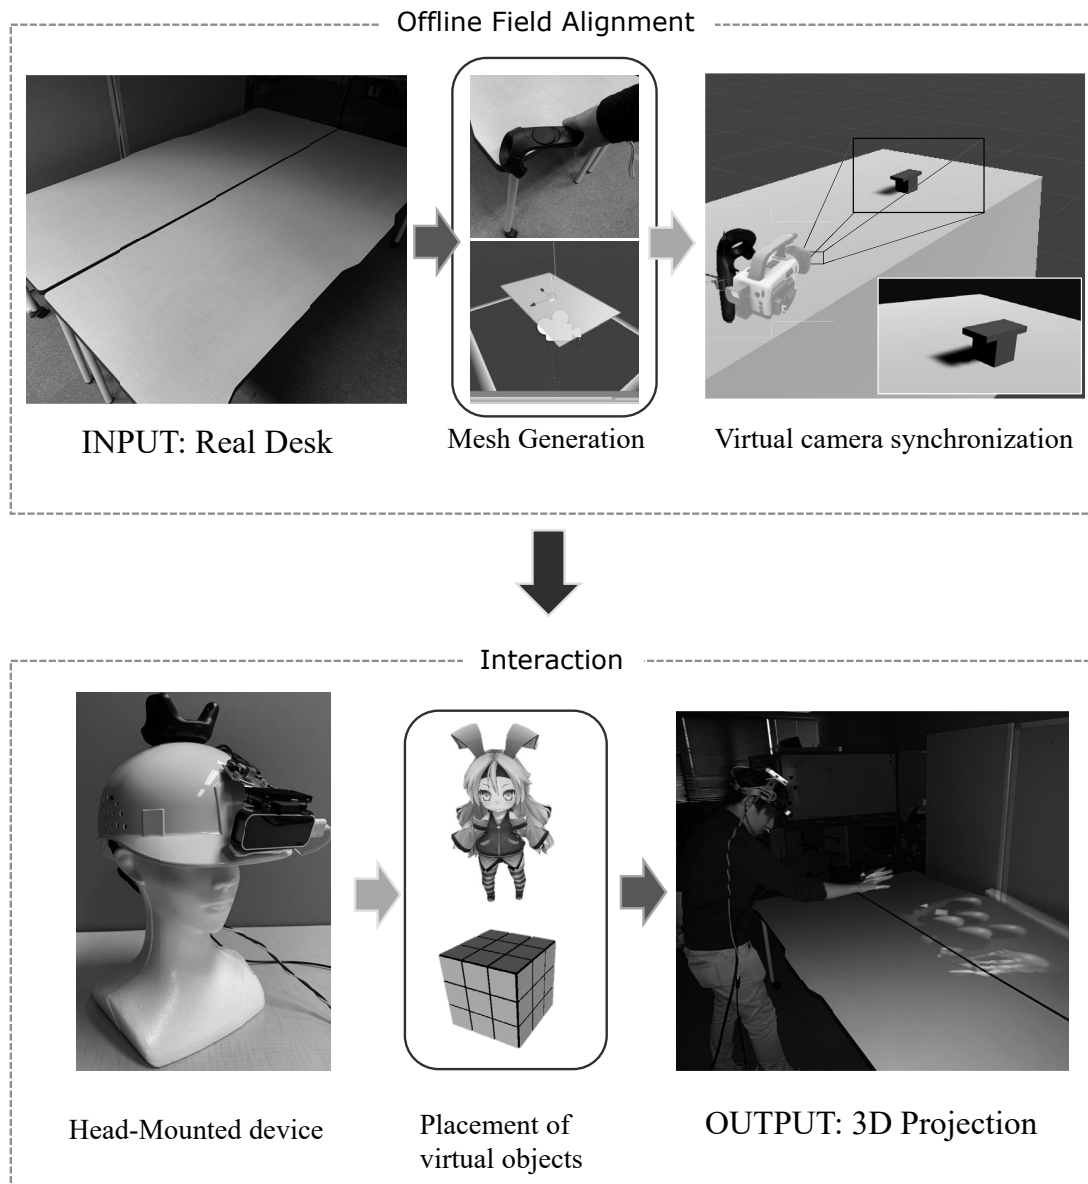 Offline Field Alignment
INPUT: Real Desk
Mesh Generation
Virtual camera synchronization
Interaction
Head-Mounted device
Placement of
virtual objects
OUTPUT: 3D Projection